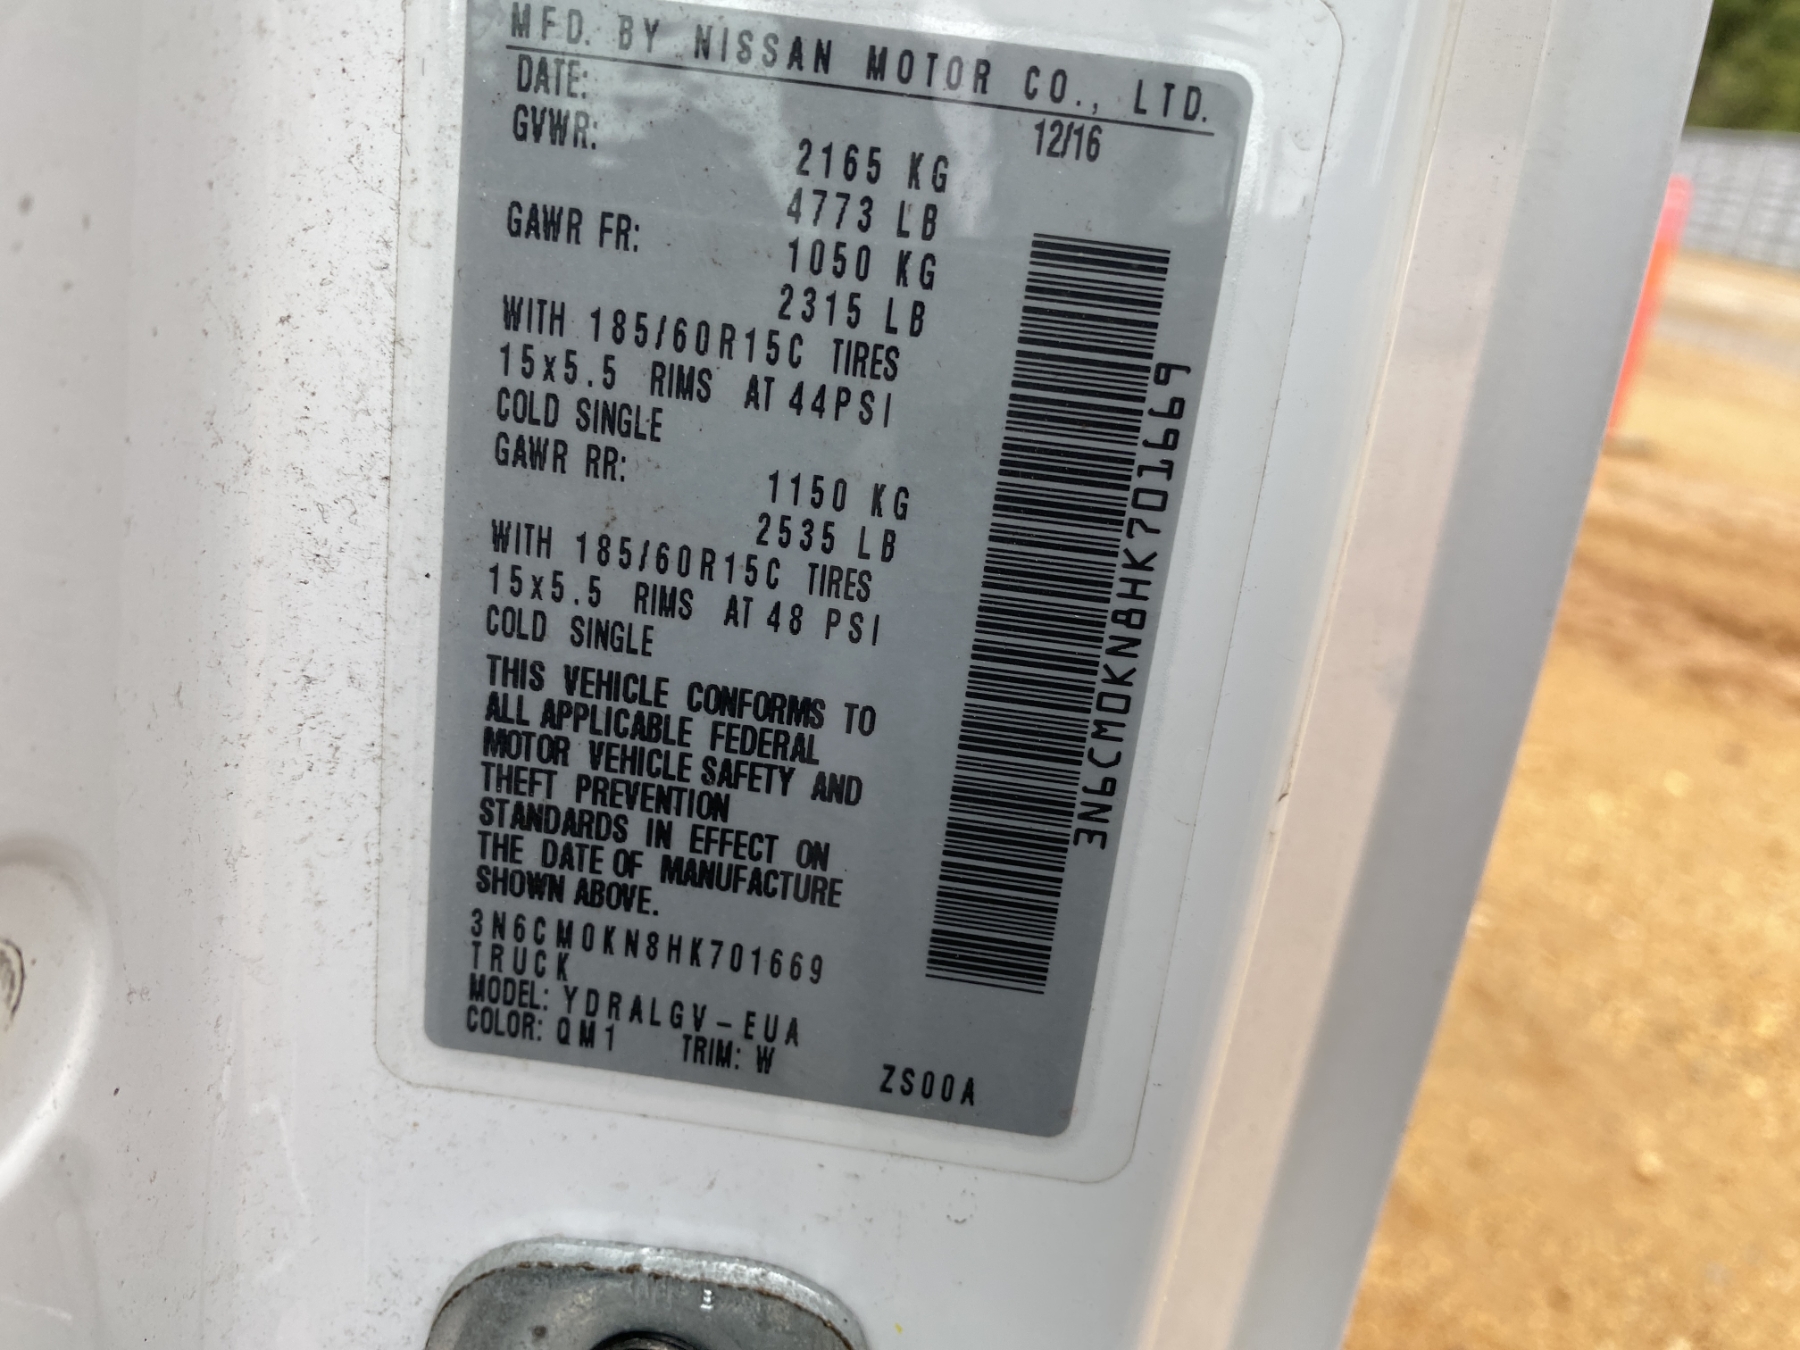 MFD. BY NISSAN MOTOR CO., LTD.
DATE: 12/16
GVWR: 2165 KG
4773 LB
GAWR FR: 1050 KG
2315 LB
WITH 185/60R15C TIRES
15x5.5 RIMS AT 44PSI
COLD SINGLE
GAWR RR: 1150 KG
2535 LB
WITH 185/60R15C TIRES
15x5.5 RIMS AT 48 PSI
COLD SINGLE
THIS VEHICLE CONFORMS TO
ALL APPLICABLE FEDERAL
MOTOR VEHICLE SAFETY AND
THEFT PREVENTION
STANDARDS IN EFFECT ON
THE DATE OF MANUFACTURE
SHOWN ABOVE.
3N6CM0KN8HK701669
TRUCK
MODEL: YDRALGV-EUA
COLOR: QM1 TRIM: W ZS00A
3N6CM0KN8HK701669